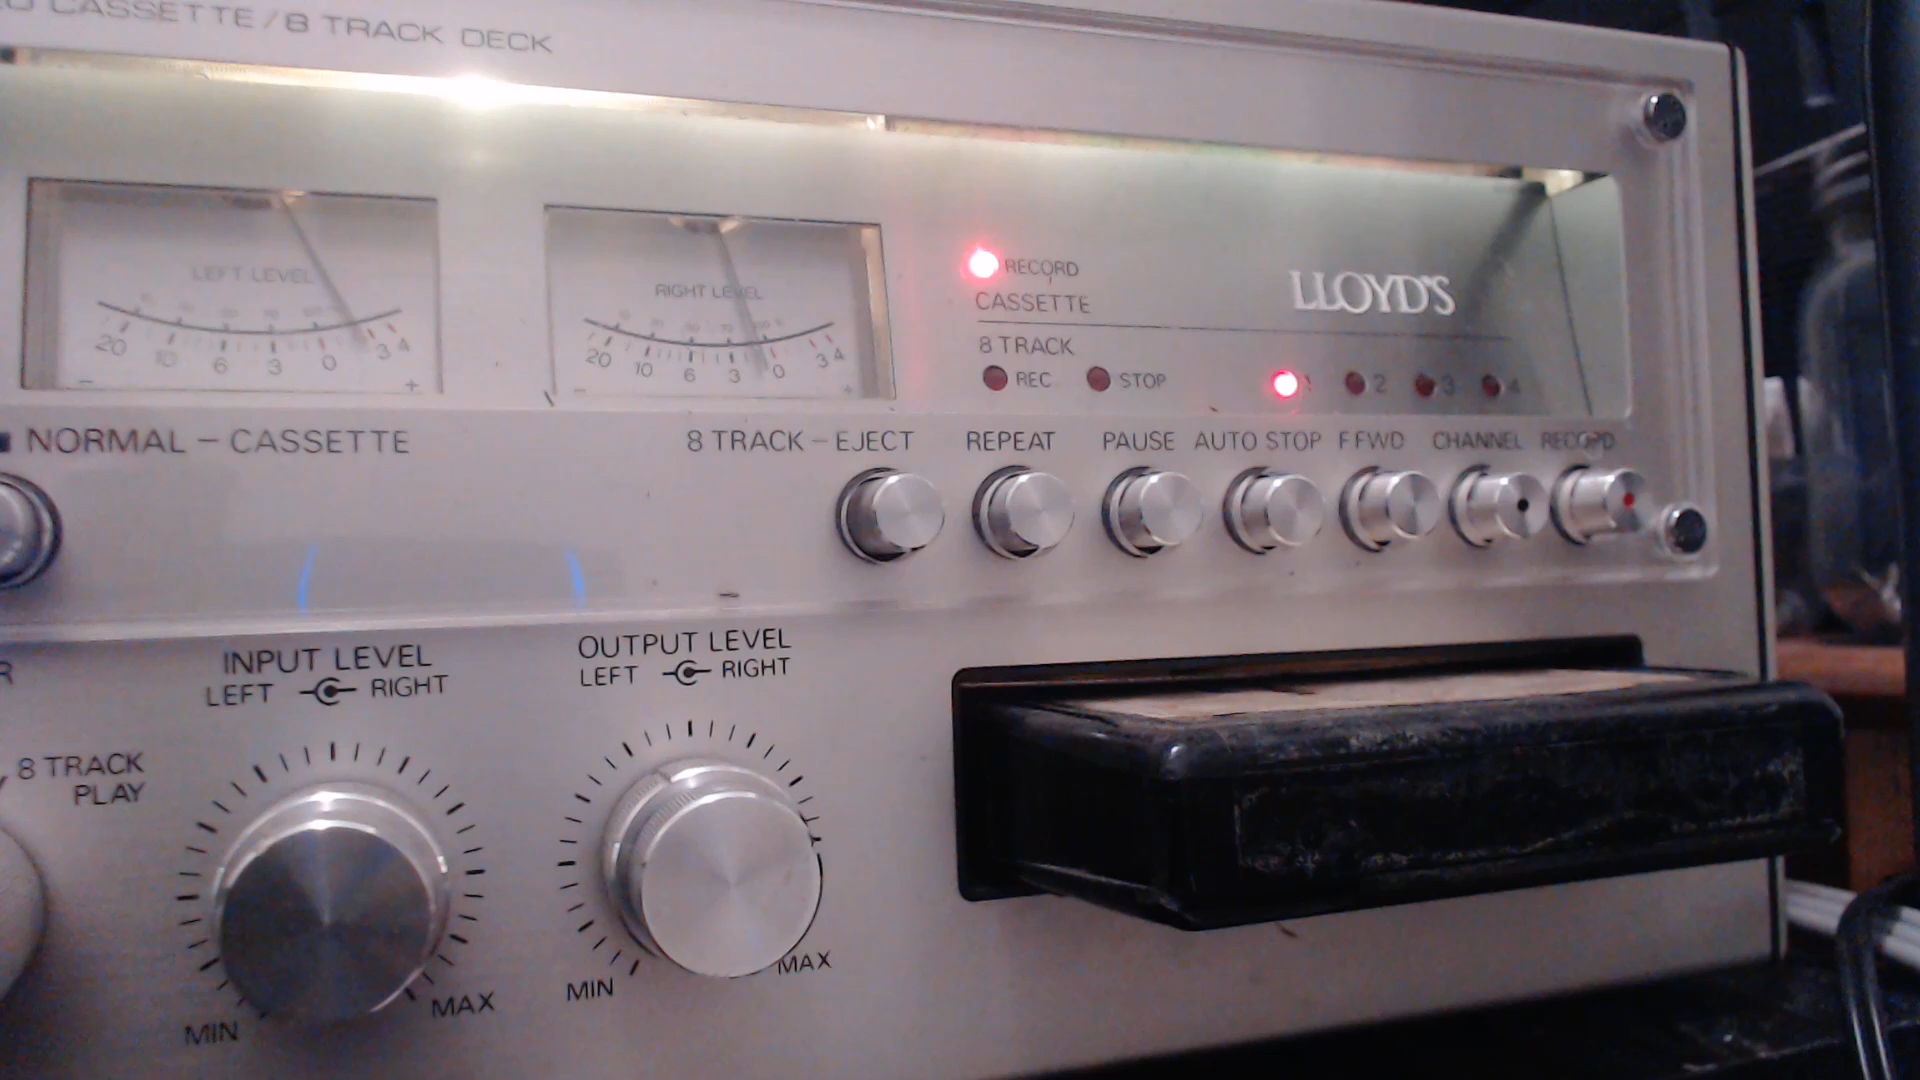 CASSETTE/8 TRACK DECK
LEFT LEVEL
20 10 6 3 0 3 4
- +
RIGHT LEVEL
20 10 6 3 0 3 4
- +
RECORD
CASSETTE
LLOYD'S
8 TRACK
REC STOP 1 2 3 4
NORMAL – CASSETTE
8 TRACK – EJECT REPEAT PAUSE AUTO STOP F.FWD CHANNEL RECORD
INPUT LEVEL
LEFT RIGHT
OUTPUT LEVEL
LEFT RIGHT
8 TRACK
PLAY
MIN MAX
MIN MAX